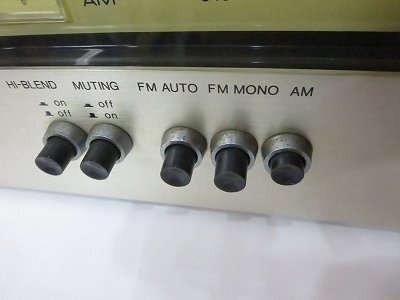 AM
HI-BLEND MUTING FM AUTO FM MONO AM
on off
off on